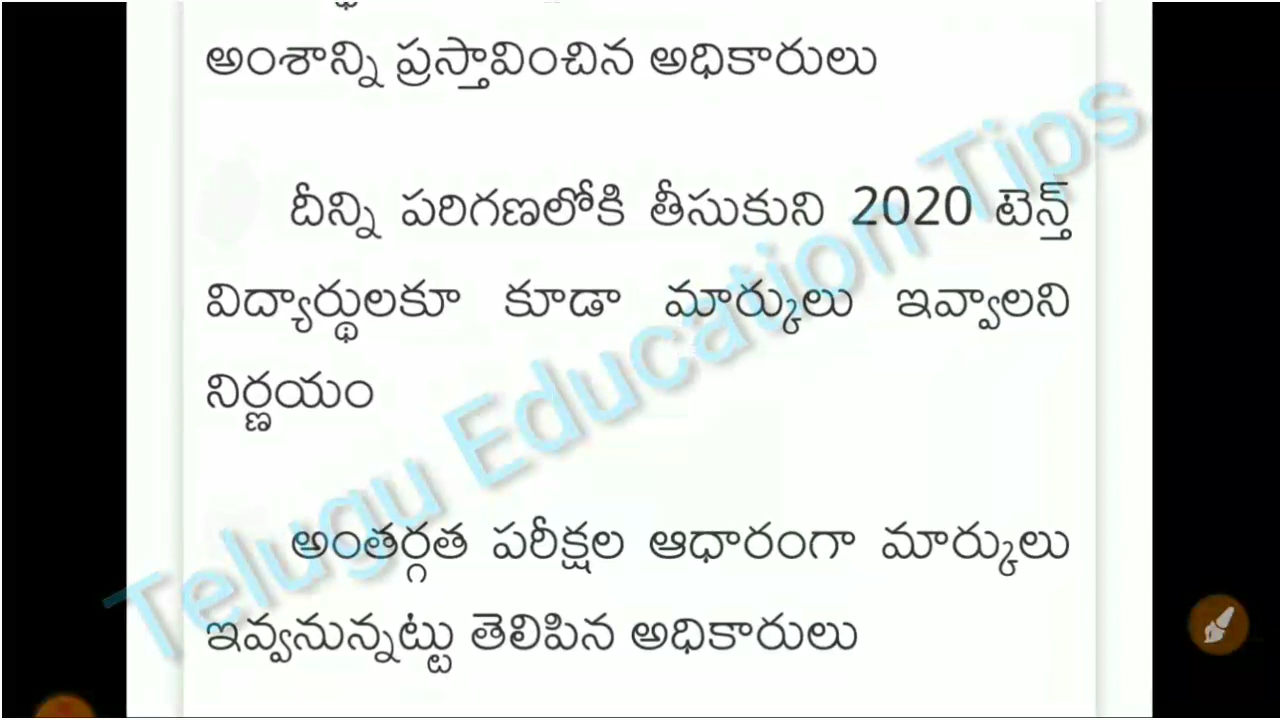 అంశాన్ని ప్రస్తావించిన అధికారులు
దీన్ని పరిగణలోకి తీసుకుని 2020 టెన్త్
విద్యార్థులకూ కూడా మార్కులు ఇవ్వాలని
నిర్ణయం
అంతర్గత పరీక్షల ఆధారంగా మార్కులు
ఇవ్వనున్నట్టు తెలిపిన అధికారులు
Telugu Education Tips